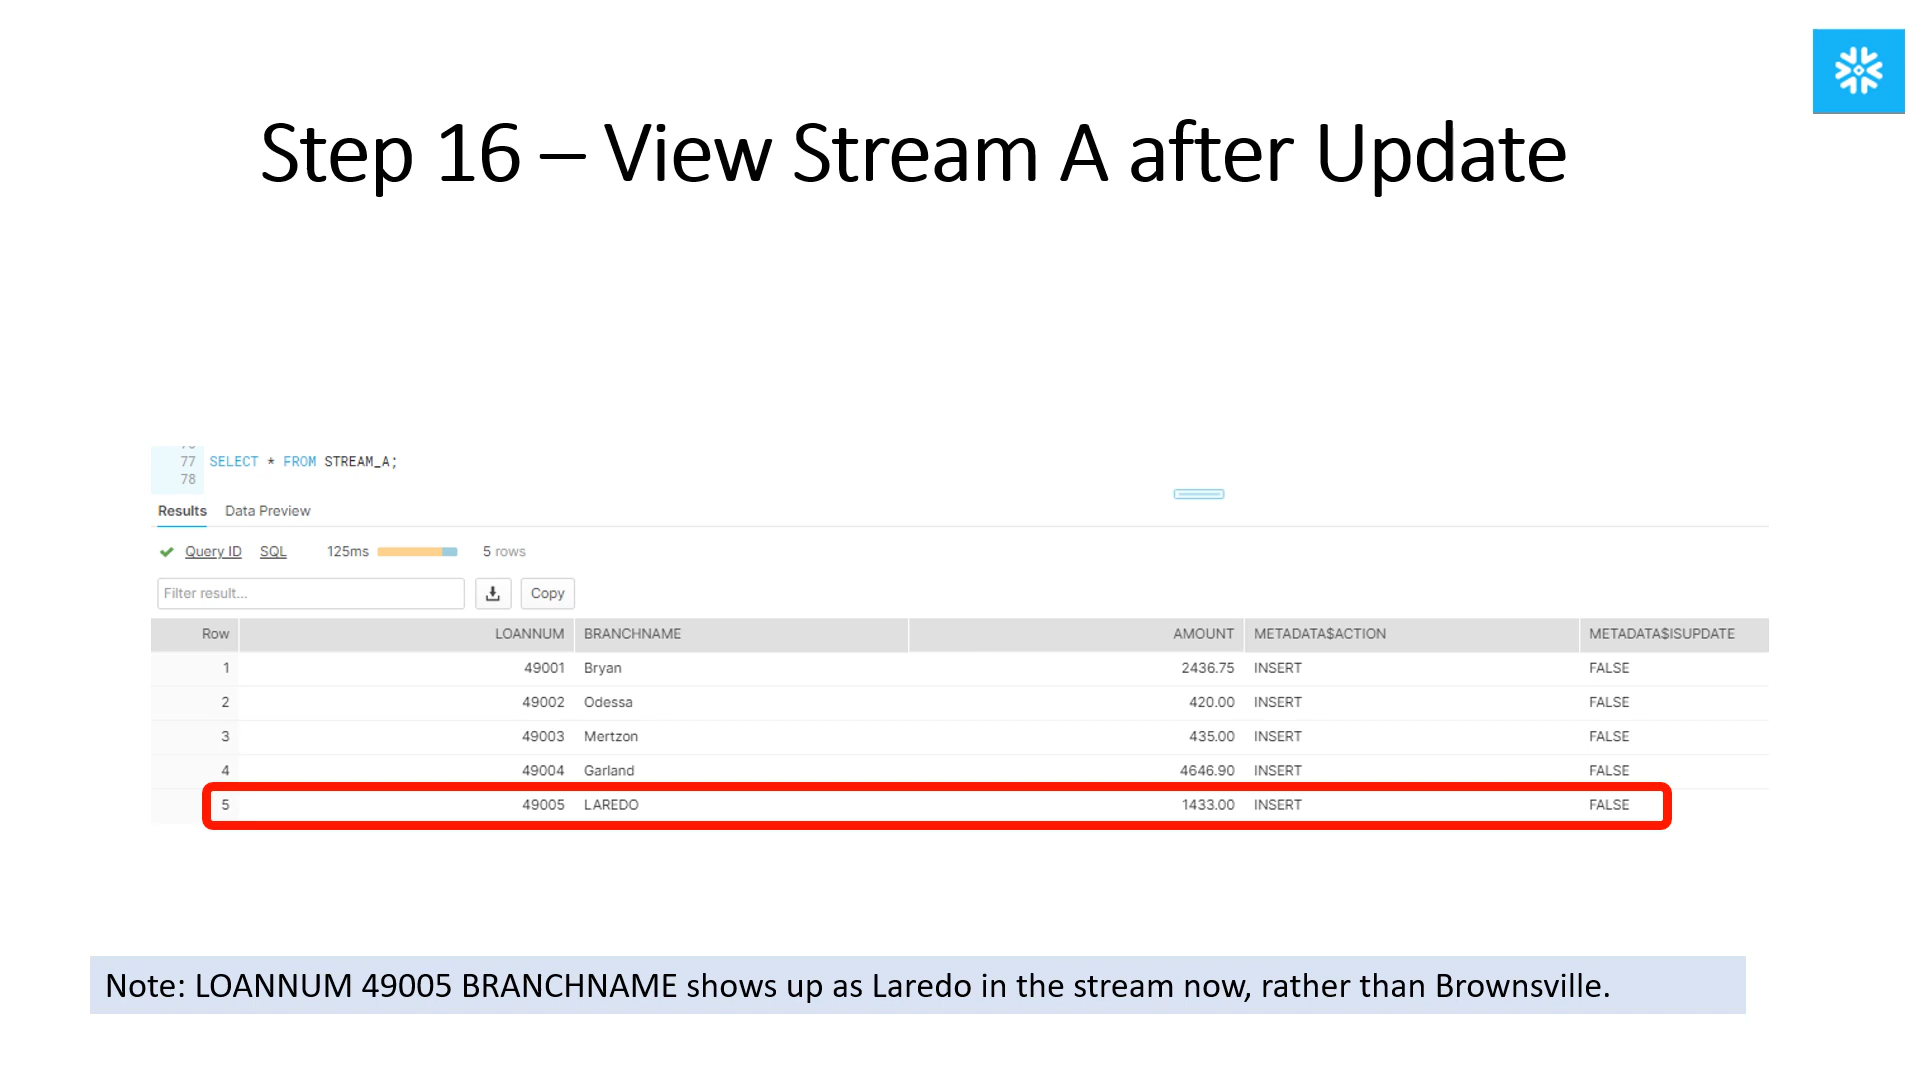 Step 16 – View Stream A after Update
77 SELECT * FROM STREAM_A;
78
Results Data Preview
Query ID SQL 125ms 5 rows
Filter result... Copy
Row LOANNUM BRANCHNAME AMOUNT METADATA$ACTION METADATA$ISUPDATE
1 49001 Bryan 2436.75 INSERT FALSE
2 49002 Odessa 420.00 INSERT FALSE
3 49003 Mertzon 435.00 INSERT FALSE
4 49004 Garland 4646.90 INSERT FALSE
5 49005 LAREDO 1433.00 INSERT FALSE
Note: LOANNUM 49005 BRANCHNAME shows up as Laredo in the stream now, rather than Brownsville.